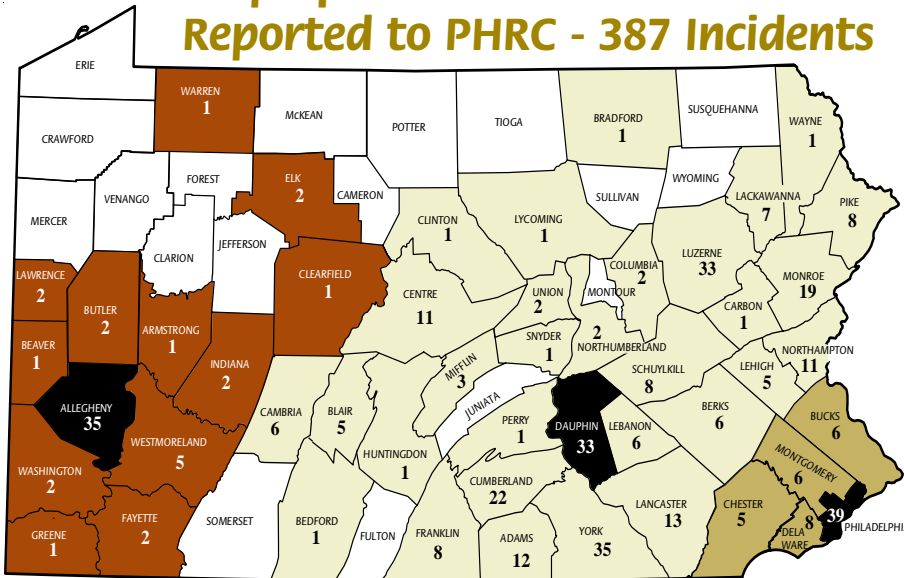 Reported to PHRC - 387 Incidents
ERIE
WARREN
1
McKEAN
POTTER
TIOGA
BRADFORD
1
SUSQUEHANNA
WAYNE
1
CRAWFORD
FOREST
ELK
2
CAMERON
SULLIVAN
WYOMING
LACKAWANNA
7
PIKE
8
MERCER
VENANGO
CLARION
JEFFERSON
CLINTON
1
LYCOMING
1
LUZERNE
33
COLUMBIA
2
MONROE
19
LAWRENCE
2
BUTLER
2
CLEARFIELD
1
CENTRE
11
UNION
2
MONTOUR
CARBON
1
BEAVER
1
ARMSTRONG
1
INDIANA
2
SNYDER
1
2
NORTHUMBERLAND
NORTHAMPTON
11
MIFFLIN
3
SCHUYLKILL
8
LEHIGH
5
ALLEGHENY
35
CAMBRIA
6
BLAIR
5
JUNIATA
PERRY
1
DAUPHIN
33
LEBANON
6
BERKS
6
BUCKS
6
WESTMORELAND
5
HUNTINGDON
1
MONTGOMERY
6
WASHINGTON
2
CUMBERLAND
22
LANCASTER
13
CHESTER
5
GREENE
1
FAYETTE
2
SOMERSET
BEDFORD
1
FULTON
FRANKLIN
8
ADAMS
12
YORK
35
DELA
WARE
8
39
PHILADELPHI